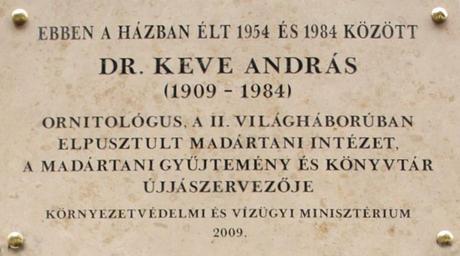 EBBEN A HÁZBAN ÉLT 1954 ÉS 1984 KÖZÖTT
DR. KEVE ANDRÁS
(1909 - 1984)
ORNITOLÓGUS, A II. VILÁGHÁBORÚBAN
ELPUSZTULT MADÁRTANI INTÉZET,
A MADÁRTANI GYŰJTEMÉNY ÉS KÖNYVTÁR
ÚJJÁSZERVEZŐJE
KÖRNYEZETVÉDELMI ÉS VÍZÜGYI MINISZTÉRIUM
2009.